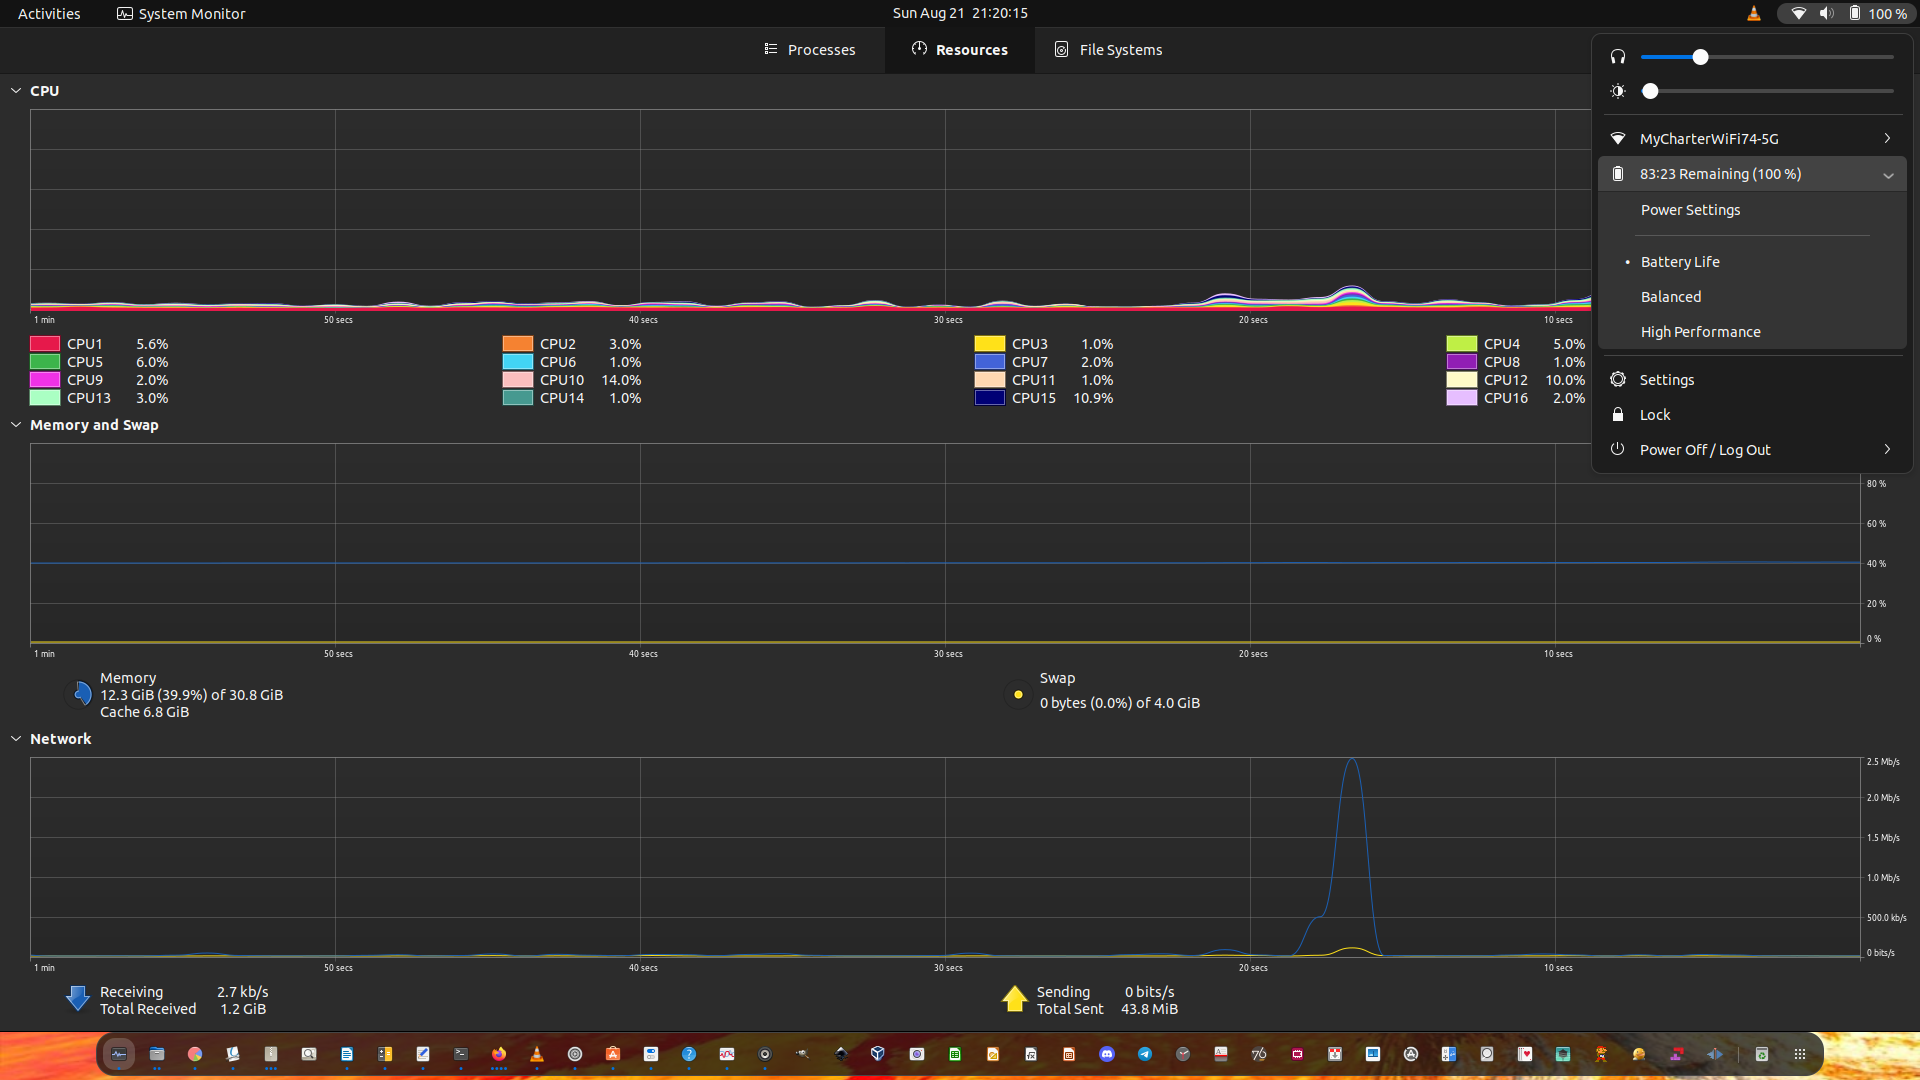 Activities
System Monitor
Sun Aug 21 21:20:15
100 %
Processes
Resources
File Systems
CPU
1 min
50 secs
40 secs
30 secs
20 secs
10 secs
CPU1 5.6%
CPU2 3.0%
CPU3 1.0%
CPU4 5.0%
CPU5 6.0%
CPU6 1.0%
CPU7 2.0%
CPU8 1.0%
CPU9 2.0%
CPU10 14.0%
CPU11 1.0%
CPU12 10.0%
CPU13 3.0%
CPU14 1.0%
CPU15 10.9%
CPU16 2.0%
MyCharterWiFi74-5G
83:23 Remaining (100 %)
Power Settings
Battery Life
Balanced
High Performance
Settings
Lock
Power Off / Log Out
Memory and Swap
80 %
60 %
40 %
20 %
0 %
1 min
50 secs
40 secs
30 secs
20 secs
10 secs
Memory
12.3 GiB (39.9%) of 30.8 GiB
Cache 6.8 GiB
Swap
0 bytes (0.0%) of 4.0 GiB
Network
2.5 Mb/s
2.0 Mb/s
1.5 Mb/s
1.0 Mb/s
500.0 kb/s
0 bits/s
1 min
50 secs
40 secs
30 secs
20 secs
10 secs
Receiving 2.7 kb/s
Total Received 1.2 GiB
Sending 0 bits/s
Total Sent 43.8 MiB
76